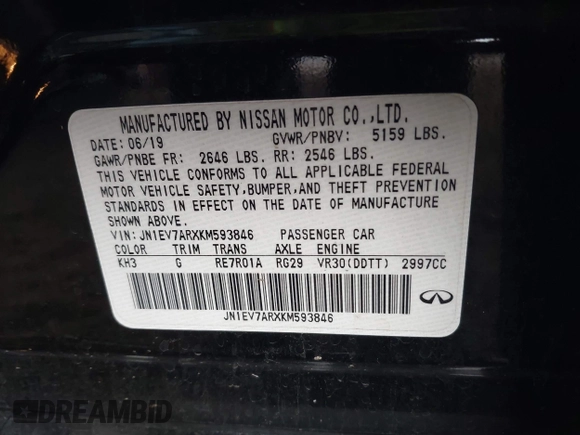 MANUFACTURED BY NISSAN MOTOR CO.,LTD.
DATE: 06/19 GVWR/PNBV: 5159 LBS.
GAWR/PNBE FR: 2646 LBS. RR: 2546 LBS.
THIS VEHICLE CONFORMS TO ALL APPLICABLE FEDERAL
MOTOR VEHICLE SAFETY,BUMPER,AND THEFT PREVENTION
STANDARDS IN EFFECT ON THE DATE OF MANUFACTURE
SHOWN ABOVE.
VIN: JN1EV7ARXKM593846 PASSENGER CAR
COLOR TRIM TRANS AXLE ENGINE
KH3 G RE7R01A RG29 VR30(DDTT) 2997CC
JN1EV7ARXKM593846
INFINITI
DREAMBID